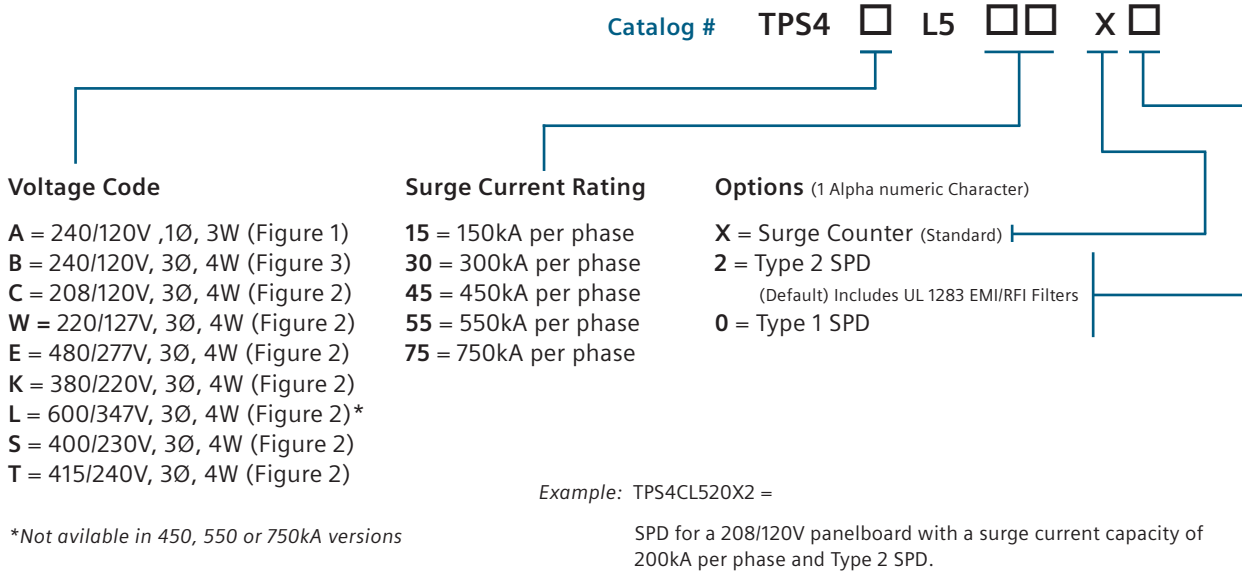 Catalog # TPS4 □ L5 □□ X □
Voltage Code
A = 240/120V ,1Ø, 3W (Figure 1)
B = 240/120V, 3Ø, 4W (Figure 3)
C = 208/120V, 3Ø, 4W (Figure 2)
W = 220/127V, 3Ø, 4W (Figure 2)
E = 480/277V, 3Ø, 4W (Figure 2)
K = 380/220V, 3Ø, 4W (Figure 2)
L = 600/347V, 3Ø, 4W (Figure 2)*
S = 400/230V, 3Ø, 4W (Figure 2)
T = 415/240V, 3Ø, 4W (Figure 2)
*Not avilable in 450, 550 or 750kA versions
Surge Current Rating
15 = 150kA per phase
30 = 300kA per phase
45 = 450kA per phase
55 = 550kA per phase
75 = 750kA per phase
Options (1 Alpha numeric Character)
X = Surge Counter (Standard)
2 = Type 2 SPD
(Default) Includes UL 1283 EMI/RFI Filters
0 = Type 1 SPD
Example: TPS4CL520X2 =
SPD for a 208/120V panelboard with a surge current capacity of
200kA per phase and Type 2 SPD.